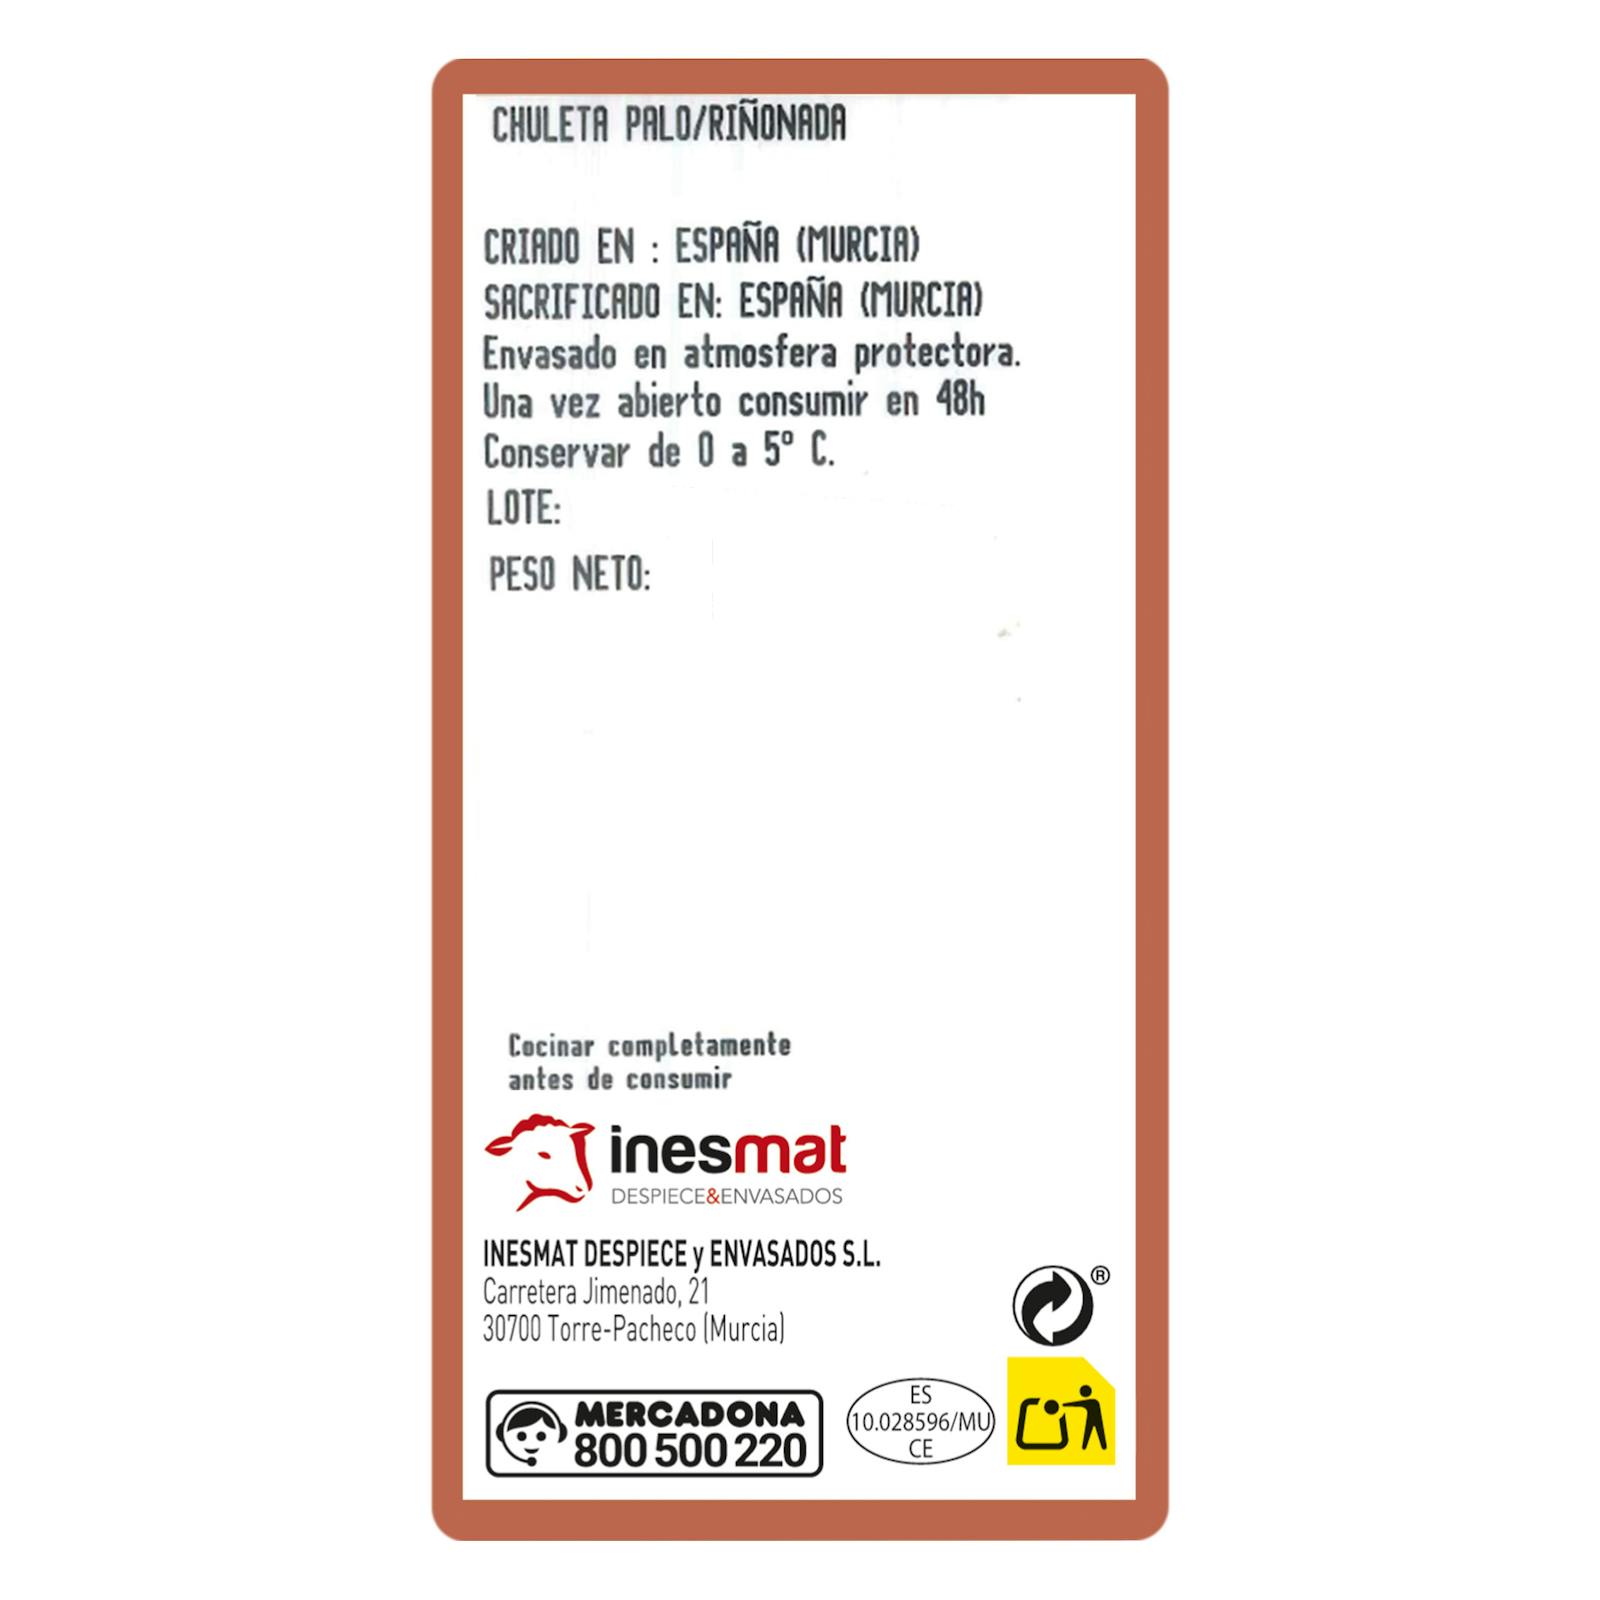 CHULETA PALO/RIÑONADA
CRIADO EN : ESPAÑA (MURCIA)
SACRIFICADO EN: ESPAÑA (MURCIA)
Envasado en atmosfera protectora.
Una vez abierto consumir en 48h
Conservar de 0 a 5º C.
LOTE:
PESO NETO:
Cocinar completamente
antes de consumir
inesmat
DESPIECE&ENVASADOS
INESMAT DESPIECE y ENVASADOS S.L.
Carretera Jimenado, 21
30700 Torre-Pacheco (Murcia)
®
MERCADONA
800 500 220
ES
10.028596/MU
CE